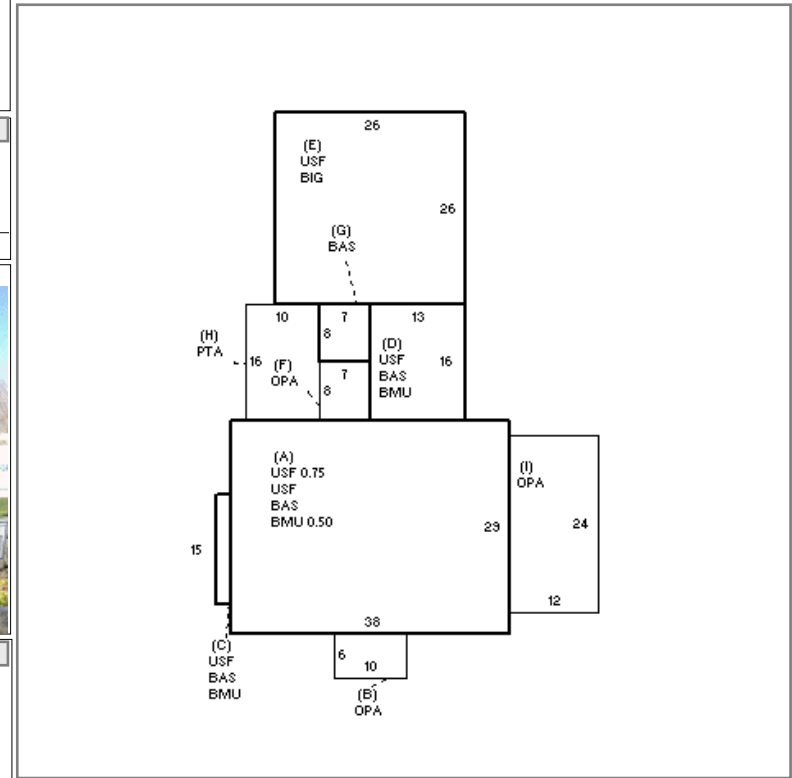 26
(E)
USF
BIG
26
(G)
BAS
10
7
13
(H)
PTA
8
(D)
USF
BAS
BMU
16
16
(F)
OPA
7
8
(A)
USF 0.75
USF
BAS
BMU 0.50
(I)
OPA
29
24
15
12
38
(C)
USF
BAS
BMU
6
10
(B)
OPA